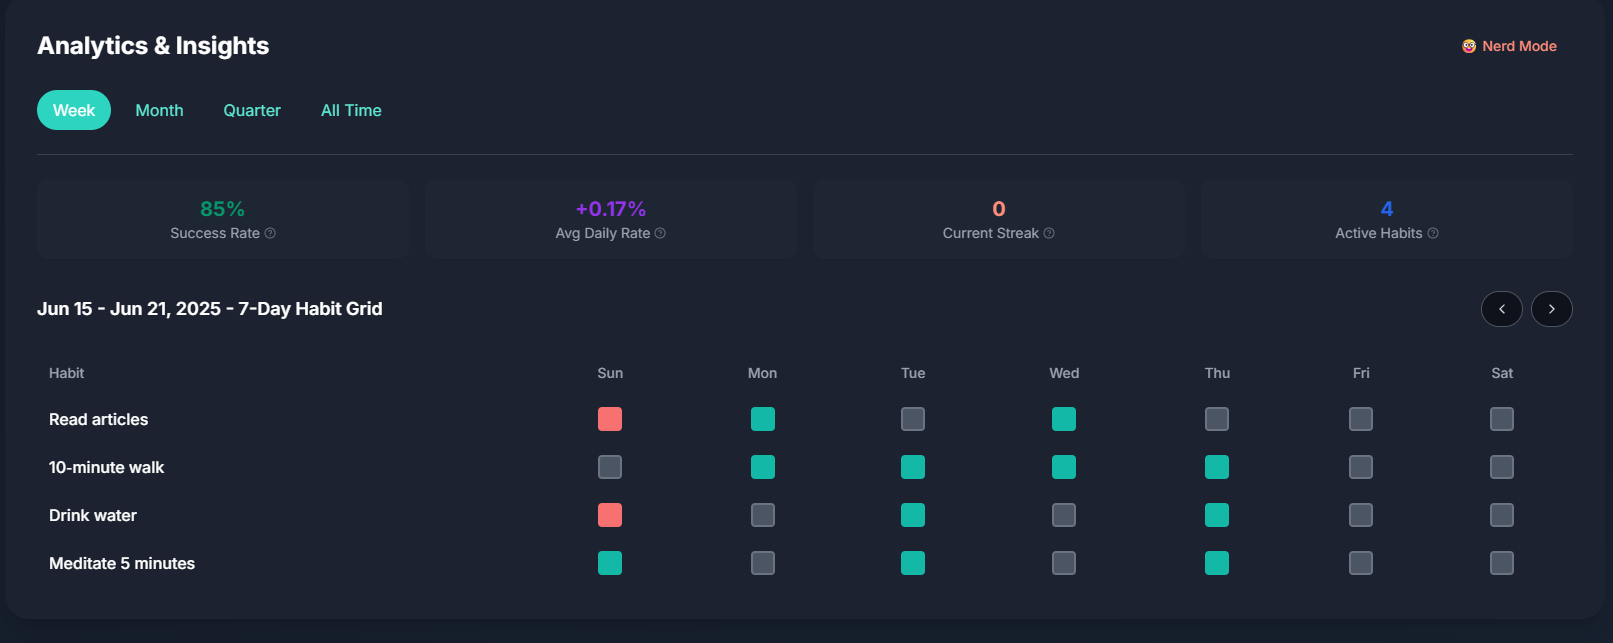 Analytics & Insights
🤓 Nerd Mode
Week Month Quarter All Time
85% +0.17% 0 4
Success Rate Avg Daily Rate Current Streak Active Habits
Jun 15 - Jun 21, 2025 - 7-Day Habit Grid
Habit Sun Mon Tue Wed Thu Fri Sat
Read articles
10-minute walk
Drink water
Meditate 5 minutes